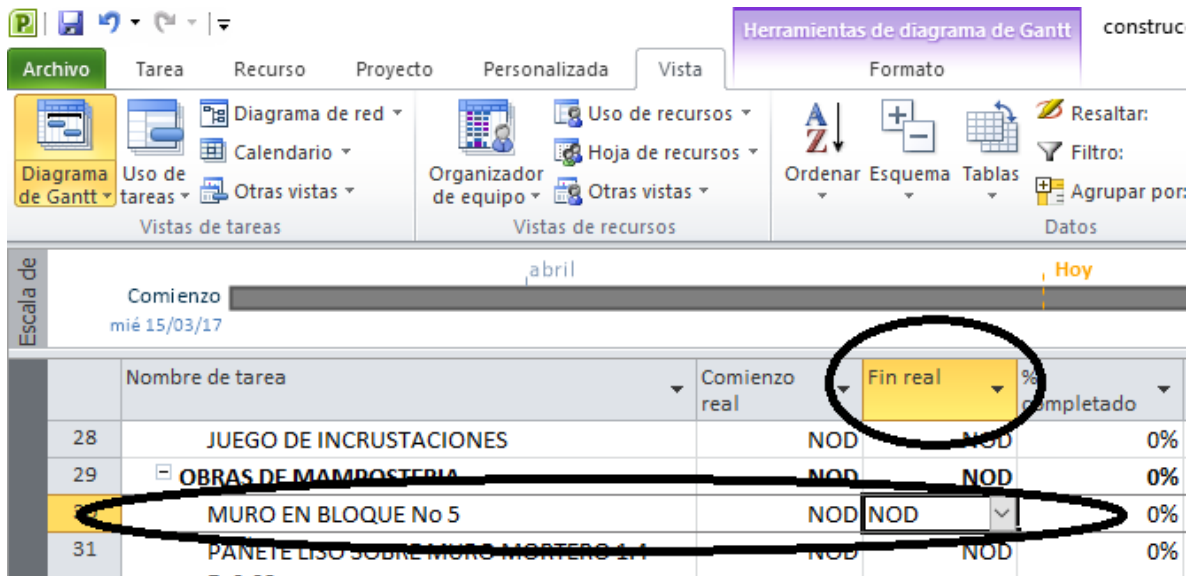 Herramientas de diagrama de Gantt construc
Archivo Tarea Recurso Proyecto Personalizada Vista Formato
Diagrama de Gantt
Uso de tareas
Diagrama de red
Calendario
Otras vistas
Vistas de tareas
Organizador de equipo
Uso de recursos
Hoja de recursos
Otras vistas
Vistas de recursos
Ordenar Esquema Tablas
Resaltar:
Filtro:
Agrupar por:
Datos
Escala de
abril Hoy
Comienzo
mié 15/03/17
Nombre de tarea Comienzo real Fin real % completado
28 JUEGO DE INCRUSTACIONES NOD NOD 0%
29 OBRAS DE MAMPOSTERIA NOD NOD 0%
MURO EN BLOQUE No 5 NOD NOD 0%
31 PAÑETE LISO SOBRE MURO MORTERO 1:4 NOD NOD 0%